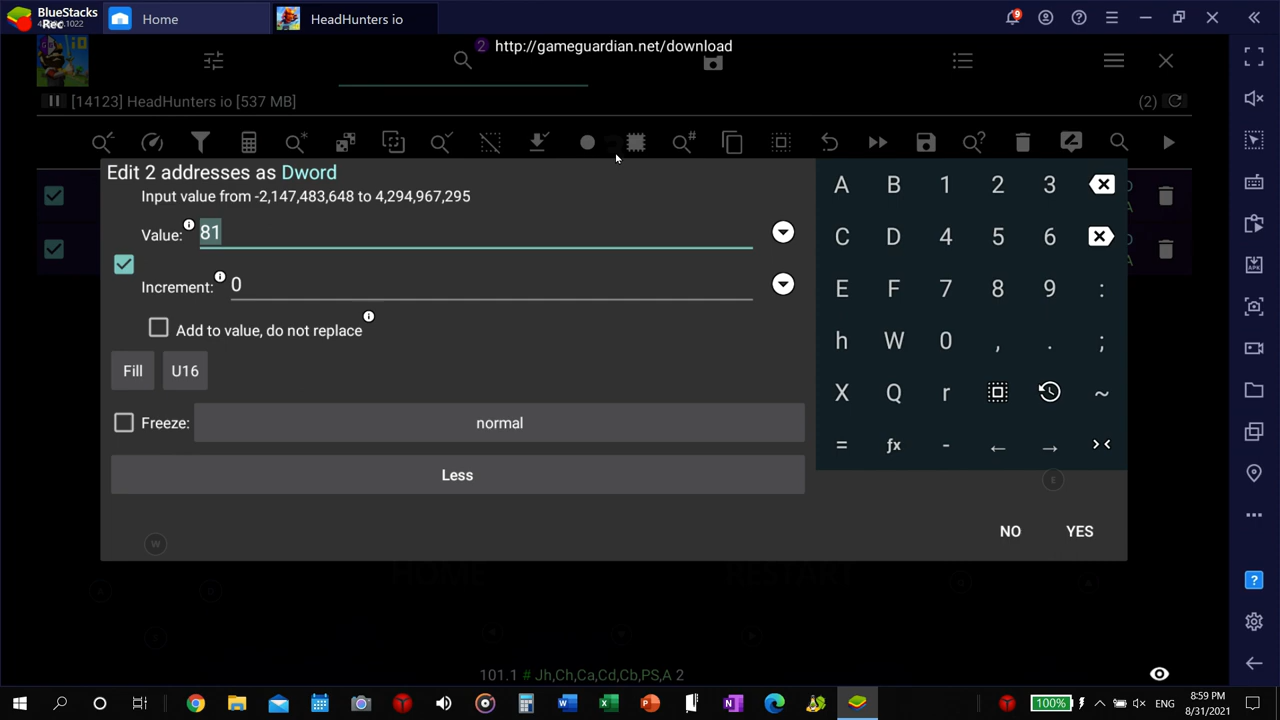 BlueStacks
Rec
Home
HeadHunters io
9
2 http://gameguardian.net/download
[14123] HeadHunters io [537 MB]
(2)
Edit 2 addresses as Dword
Input value from -2,147,483,648 to 4,294,967,295
Value: 81
Increment: 0
Add to value, do not replace
Fill U16
Freeze: normal
Less
A B 1 2 3
C D 4 5 6
E F 7 8 9 :
h W 0 , . ;
X Q r ~
= ƒx - ← → ><
NO YES
W
E
HOME
RESTART
101.1 # Jh,Ch,Ca,Cd,Cb,PS,A 2
100%
ENG
8:59 PM
8/31/2021